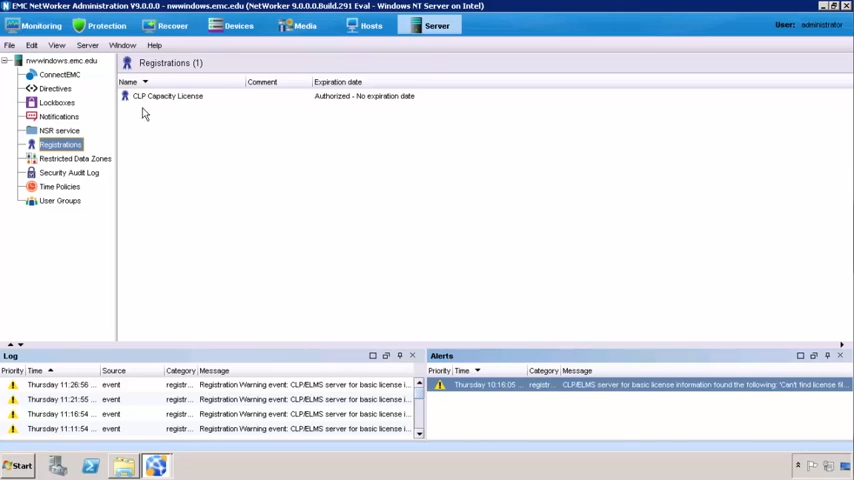 EMC NetWorker Administration V9.0.0.0 - nwwindows.emc.edu (NetWorker 9.0.0.0.Build.291 Eval - Windows NT Server on Intel)
Monitoring Protection Recover Devices Media Hosts Server User: administrator
File Edit View Server Window Help
nwwindows.emc.edu
ConnectEMC
Directives
Lockboxes
Notifications
NSR service
Registrations
Restricted Data Zones
Security Audit Log
Time Policies
User Groups
Registrations (1)
Name Comment Expiration date
CLP Capacity License Authorized - No expiration date
Log
Priority Time Source Category Message
Thursday 11:26:56 ... event registr... Registration Warning event: CLP/ELMS server for basic license i...
Thursday 11:21:55 ... event registr... Registration Warning event: CLP/ELMS server for basic license i...
Thursday 11:16:54 ... event registr... Registration Warning event: CLP/ELMS server for basic license i...
Thursday 11:11:54 ... event registr... Registration Warning event: CLP/ELMS server for basic license i...
Alerts
Priority Time Category Message
Thursday 10:16:05 ... registr... CLP/ELMS server for basic license information found the following: 'Can't find license fil...
Start